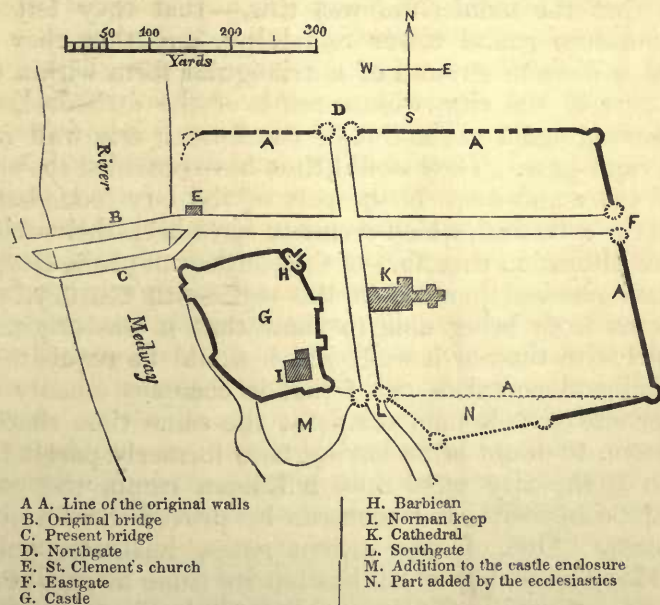 N
50 100 200 300
Yards
W E
S
D
A A
River
E
B
F
C
H
K
G
A
Medway
I
A
L N
M
A A. Line of the original walls
B. Original bridge
C. Present bridge
D. Northgate
E. St. Clement's church
F. Eastgate
G. Castle
H. Barbican
I. Norman keep
K. Cathedral
L. Southgate
M. Addition to the castle enclosure
N. Part added by the ecclesiastics